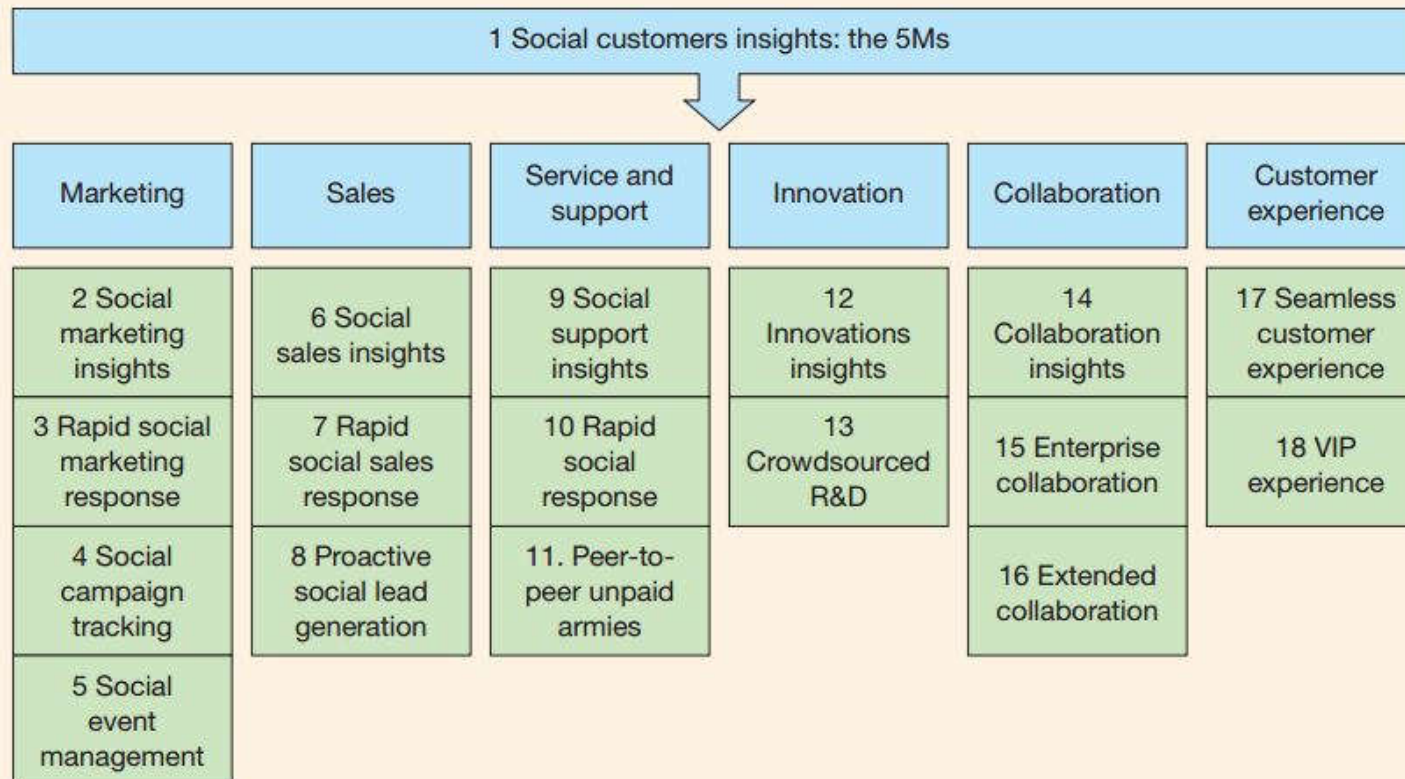 1 Social customers insights: the 5Ms
Marketing
Sales
Service and
support
Innovation
Collaboration
Customer
experience
2 Social
marketing
insights
3 Rapid social
marketing
response
4 Social
campaign
tracking
5 Social
event
management
6 Social
sales insights
7 Rapid
social sales
response
8 Proactive
social lead
generation
9 Social
support
insights
10 Rapid
social
response
11. Peer-to-
peer unpaid
armies
12
Innovations
insights
13
Crowdsourced
R&D
14
Collaboration
insights
15 Enterprise
collaboration
16 Extended
collaboration
17 Seamless
customer
experience
18 VIP
experience